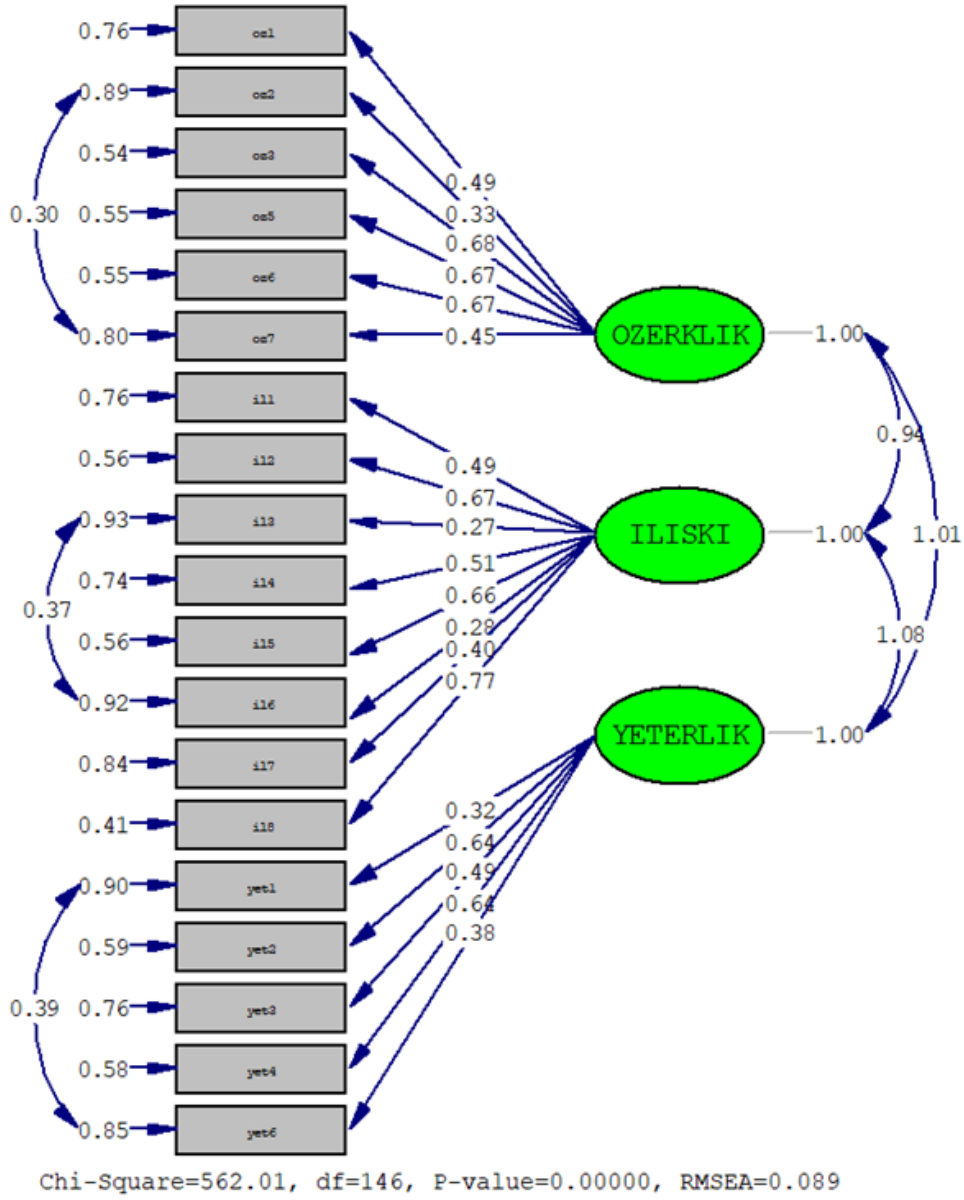 0.76 oz1
0.89 oz2
0.54 oz3
0.55 oz5
0.55 oz6
0.80 oz7
0.76 il1
0.56 il2
0.93 il3
0.74 il4
0.56 il5
0.92 il6
0.84 il7
0.41 il8
0.90 yet1
0.59 yet2
0.76 yet3
0.58 yet4
0.85 yet6
0.30
0.37
0.39
0.49
0.33
0.68
0.67
0.67
0.45
0.49
0.67
0.27
0.51
0.66
0.28
0.40
0.77
0.32
0.64
0.49
0.64
0.38
OZERKLIK 1.00
ILISKI 1.00
YETERLIK 1.00
0.94
1.01
1.08
Chi-Square=562.01, df=146, P-value=0.00000, RMSEA=0.089